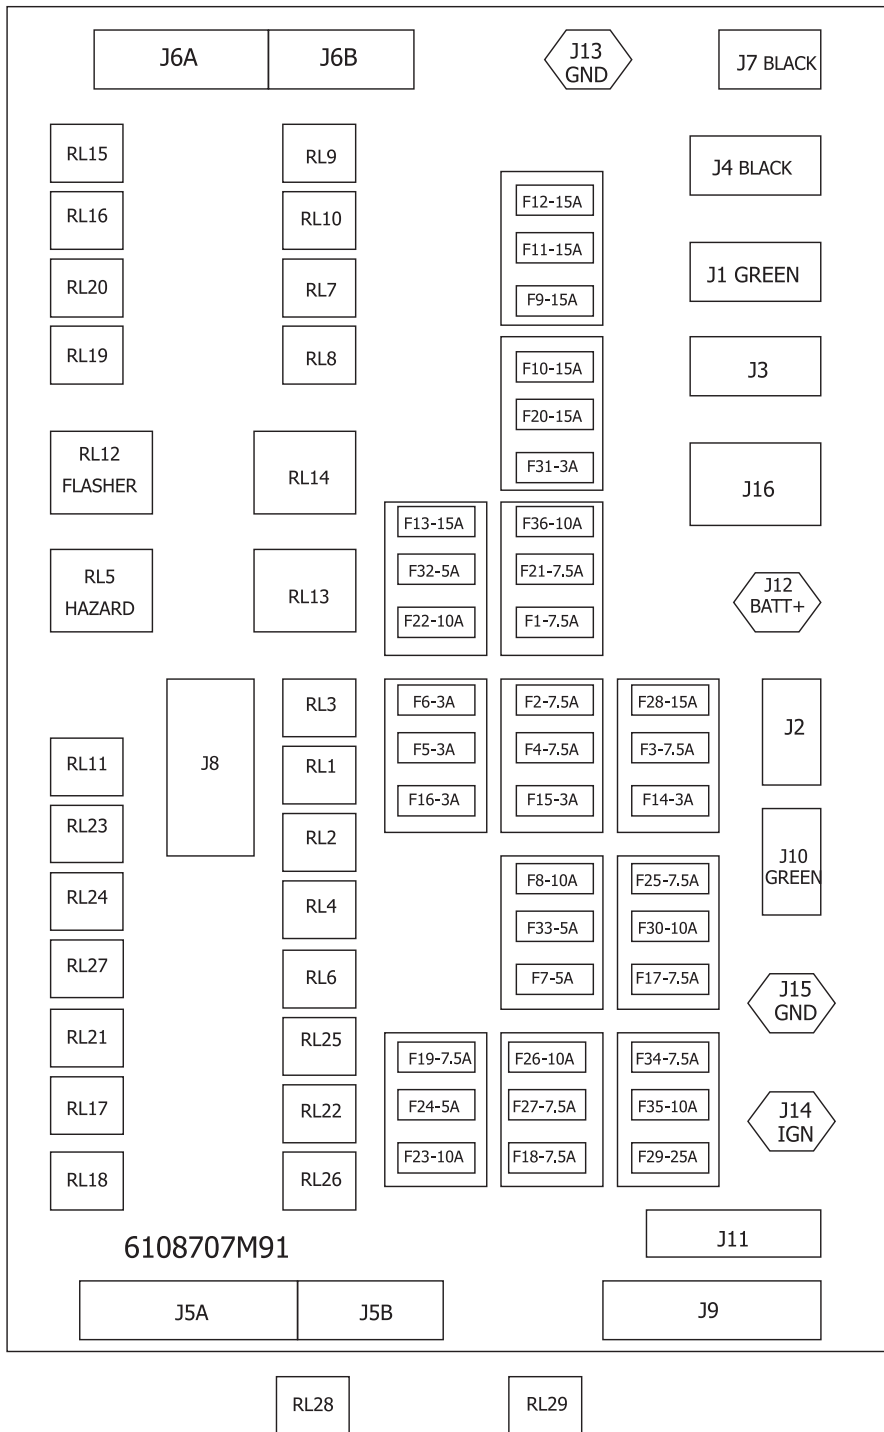 J6A
J6B
J13
GND
J7 BLACK
RL15
RL9
J4 BLACK
RL16
RL10
F12-15A
F11-15A
F9-15A
J1 GREEN
RL20
RL7
RL19
RL8
F10-15A
F20-15A
F31-3A
J3
RL12
FLASHER
RL14
J16
F13-15A
F32-5A
F22-10A
F36-10A
F21-7.5A
F1-7.5A
RL5
HAZARD
RL13
J12
BATT+
RL3
F6-3A
F5-3A
F16-3A
F2-7.5A
F4-7.5A
F15-3A
F28-15A
F3-7.5A
F14-3A
J2
RL11
J8
RL1
RL23
RL2
J10
GREEN
RL24
RL4
F8-10A
F33-5A
F7-5A
F25-7.5A
F30-10A
F17-7.5A
RL27
RL6
J15
GND
RL21
RL25
F19-7.5A
F24-5A
F23-10A
F26-10A
F27-7.5A
F18-7.5A
F34-7.5A
F35-10A
F29-25A
RL17
RL22
J14
IGN
RL18
RL26
6108707M91
J11
J5A
J5B
J9
RL28
RL29